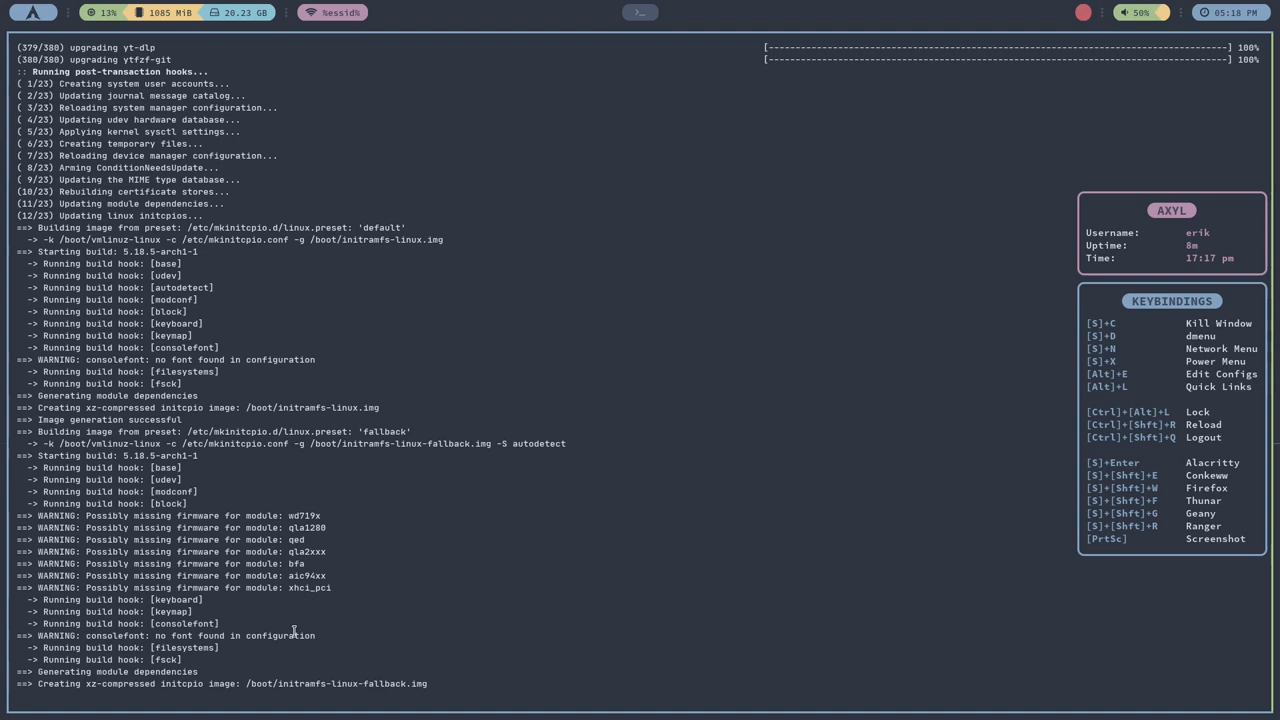 13% 1085 MiB 20.23 GB %essid% >_ 50% 05:18 PM
(379/380) upgrading yt-dlp [--------------------------------------------------------------------------------------] 100%
(380/380) upgrading ytfzf-git [--------------------------------------------------------------------------------------] 100%
:: Running post-transaction hooks...
( 1/23) Creating system user accounts...
( 2/23) Updating journal message catalog...
( 3/23) Reloading system manager configuration...
( 4/23) Updating udev hardware database...
( 5/23) Applying kernel sysctl settings...
( 6/23) Creating temporary files...
( 7/23) Reloading device manager configuration...
( 8/23) Arming ConditionNeedsUpdate...
( 9/23) Updating the MIME type database...
(10/23) Rebuilding certificate stores...
(11/23) Updating module dependencies...
(12/23) Updating linux initcpios...
==> Building image from preset: /etc/mkinitcpio.d/linux.preset: 'default'
-> -k /boot/vmlinuz-linux -c /etc/mkinitcpio.conf -g /boot/initramfs-linux.img
==> Starting build: 5.18.5-arch1-1
-> Running build hook: [base]
-> Running build hook: [udev]
-> Running build hook: [autodetect]
-> Running build hook: [modconf]
-> Running build hook: [block]
-> Running build hook: [keyboard]
-> Running build hook: [keymap]
-> Running build hook: [consolefont]
==> WARNING: consolefont: no font found in configuration
-> Running build hook: [filesystems]
-> Running build hook: [fsck]
==> Generating module dependencies
==> Creating xz-compressed initcpio image: /boot/initramfs-linux.img
==> Image generation successful
==> Building image from preset: /etc/mkinitcpio.d/linux.preset: 'fallback'
-> -k /boot/vmlinuz-linux -c /etc/mkinitcpio.conf -g /boot/initramfs-linux-fallback.img -S autodetect
==> Starting build: 5.18.5-arch1-1
-> Running build hook: [base]
-> Running build hook: [udev]
-> Running build hook: [modconf]
-> Running build hook: [block]
==> WARNING: Possibly missing firmware for module: wd719x
==> WARNING: Possibly missing firmware for module: qla1280
==> WARNING: Possibly missing firmware for module: qed
==> WARNING: Possibly missing firmware for module: qla2xxx
==> WARNING: Possibly missing firmware for module: bfa
==> WARNING: Possibly missing firmware for module: aic94xx
==> WARNING: Possibly missing firmware for module: xhci_pci
-> Running build hook: [keyboard]
-> Running build hook: [keymap]
-> Running build hook: [consolefont]
==> WARNING: consolefont: no font found in configuration
-> Running build hook: [filesystems]
-> Running build hook: [fsck]
==> Generating module dependencies
==> Creating xz-compressed initcpio image: /boot/initramfs-linux-fallback.img
AXYL
Username: erik
Uptime: 8m
Time: 17:17 pm
KEYBINDINGS
[S]+C Kill Window
[S]+D dmenu
[S]+N Network Menu
[S]+X Power Menu
[Alt]+E Edit Configs
[Alt]+L Quick Links
[Ctrl]+[Alt]+L Lock
[Ctrl]+[Shft]+R Reload
[Ctrl]+[Shft]+Q Logout
[S]+Enter Alacritty
[S]+[Shft]+E Conkeww
[S]+[Shft]+W Firefox
[S]+[Shft]+F Thunar
[S]+[Shft]+G Geany
[S]+[Shft]+R Ranger
[PrtSc] Screenshot